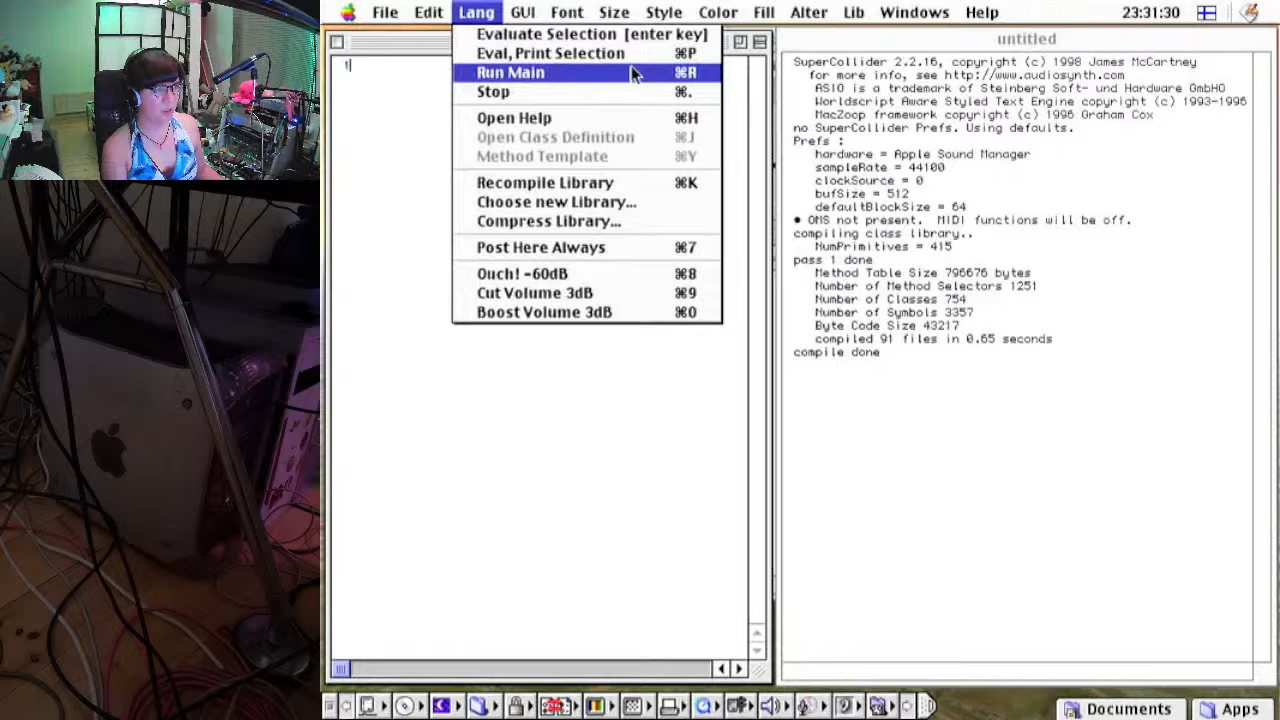 File Edit Lang GUI Font Size Style Color Fill Alter Lib Windows Help 23:31:30
Evaluate Selection [enter key]
Eval, Print Selection ⌘P
Run Main ⌘R
Stop ⌘.
Open Help ⌘H
Open Class Definition ⌘J
Method Template ⌘Y
Recompile Library ⌘K
Choose new Library...
Compress Library...
Post Here Always ⌘7
Ouch! -60dB ⌘8
Cut Volume 3dB ⌘9
Boost Volume 3dB ⌘0
untitled
SuperCollider 2.2.16, copyright (c) 1998 James McCartney
for more info, see http://www.audiosynth.com
ASIO is a trademark of Steinberg Soft- und Hardware GmbHO
Worldscript Aware Styled Text Engine copyright (c) 1993-1996
MacZoop framework copyright (c) 1996 Graham Cox
no SuperCollider Prefs. Using defaults.
Prefs :
hardware = Apple Sound Manager
sampleRate = 44100
clockSource = 0
bufSize = 512
defaultBlockSize = 64
• OMS not present. MIDI functions will be off.
compiling class library..
NumPrimitives = 415
pass 1 done
Method Table Size 796676 bytes
Number of Method Selectors 1251
Number of Classes 754
Number of Symbols 3357
Byte Code Size 43217
compiled 91 files in 0.65 seconds
compile done
Documents Apps